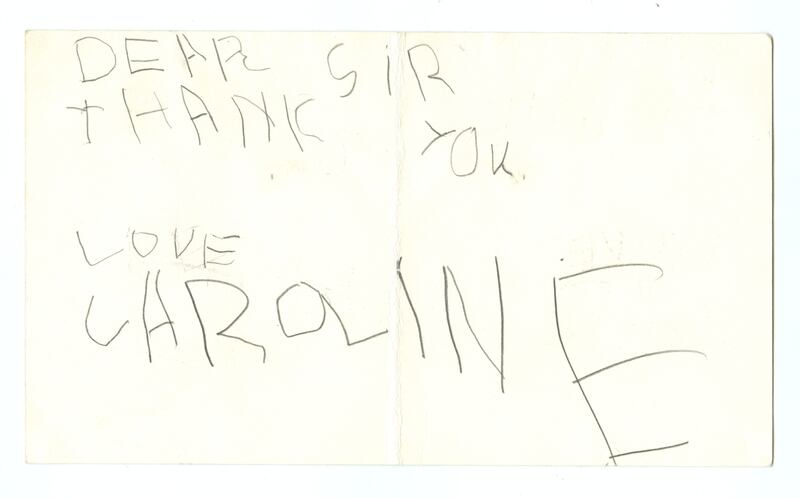 DEAR SIR
THANK YOU.
LOVE
CAROLINE